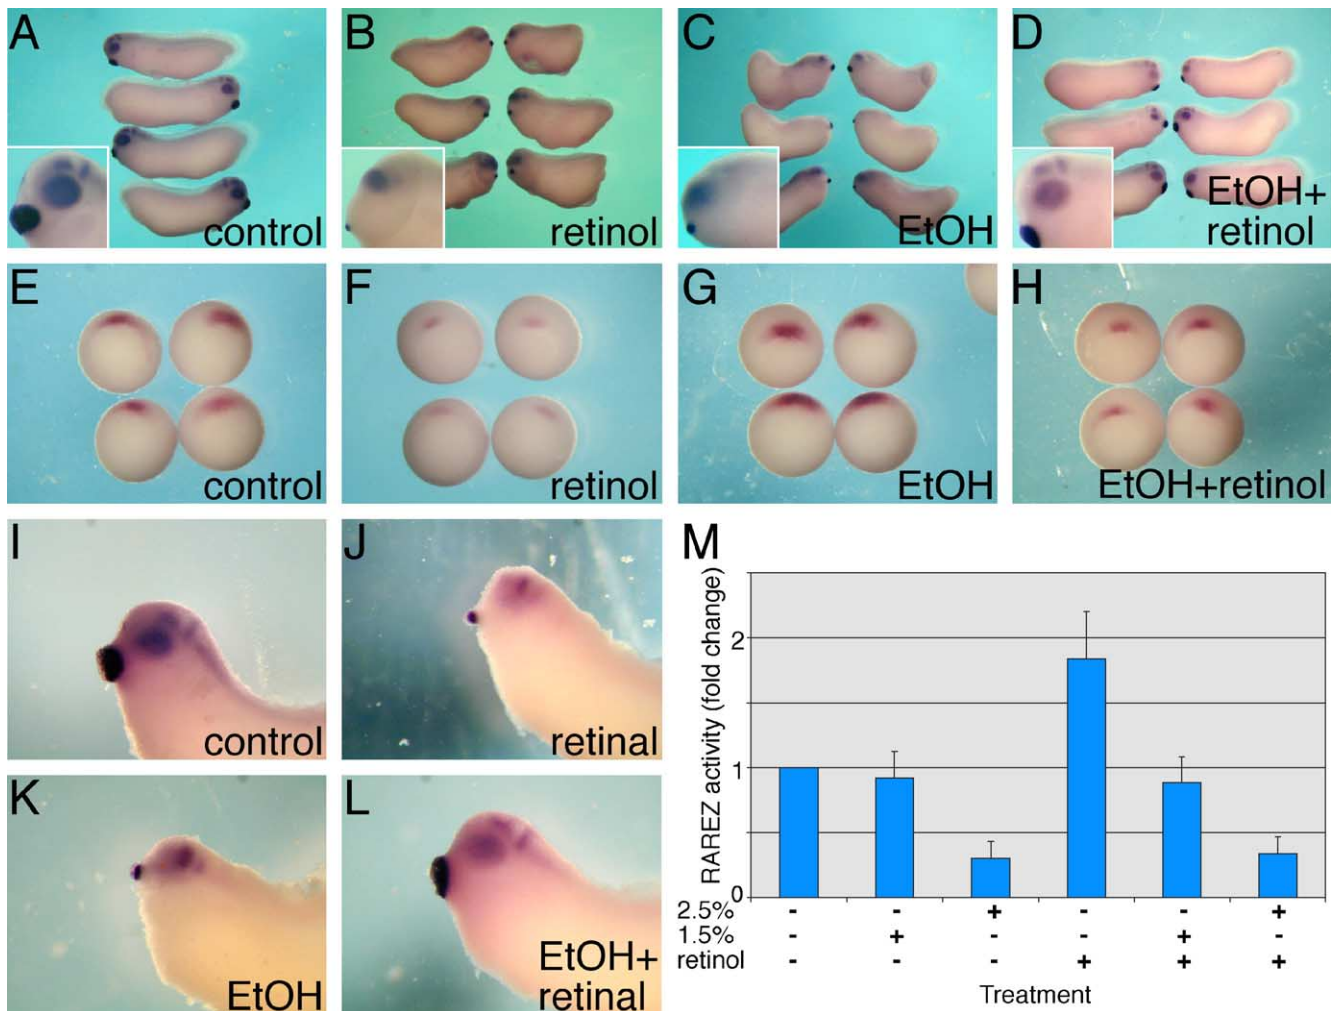 A
control
B
retinol
C
EtOH
D
EtOH+
retinol
E
control
F
retinol
G
EtOH
H
EtOH+retinol
I
control
J
retinal
K
EtOH
L
EtOH+
retinal
M
RAREZ activity (fold change)
2
1
0
2.5% - - + - - +
1.5% - + - - + -
retinol - - - + + +
Treatment